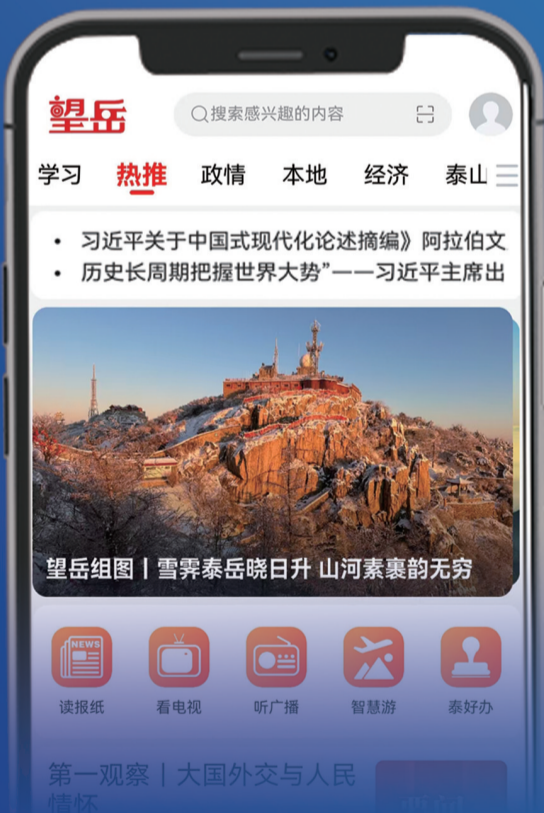 望岳
搜索感兴趣的内容
学习 热推 政情 本地 经济 泰山
• 习近平关于中国式现代化论述摘编》阿拉伯文
• 历史长周期把握世界大势”——习近平主席出
望岳组图丨雪霁泰岳晓日升 山河素裹韵无穷
NEWS
读报纸 看电视 听广播 智慧游 泰好办
第一观察丨大国外交与人民
情怀